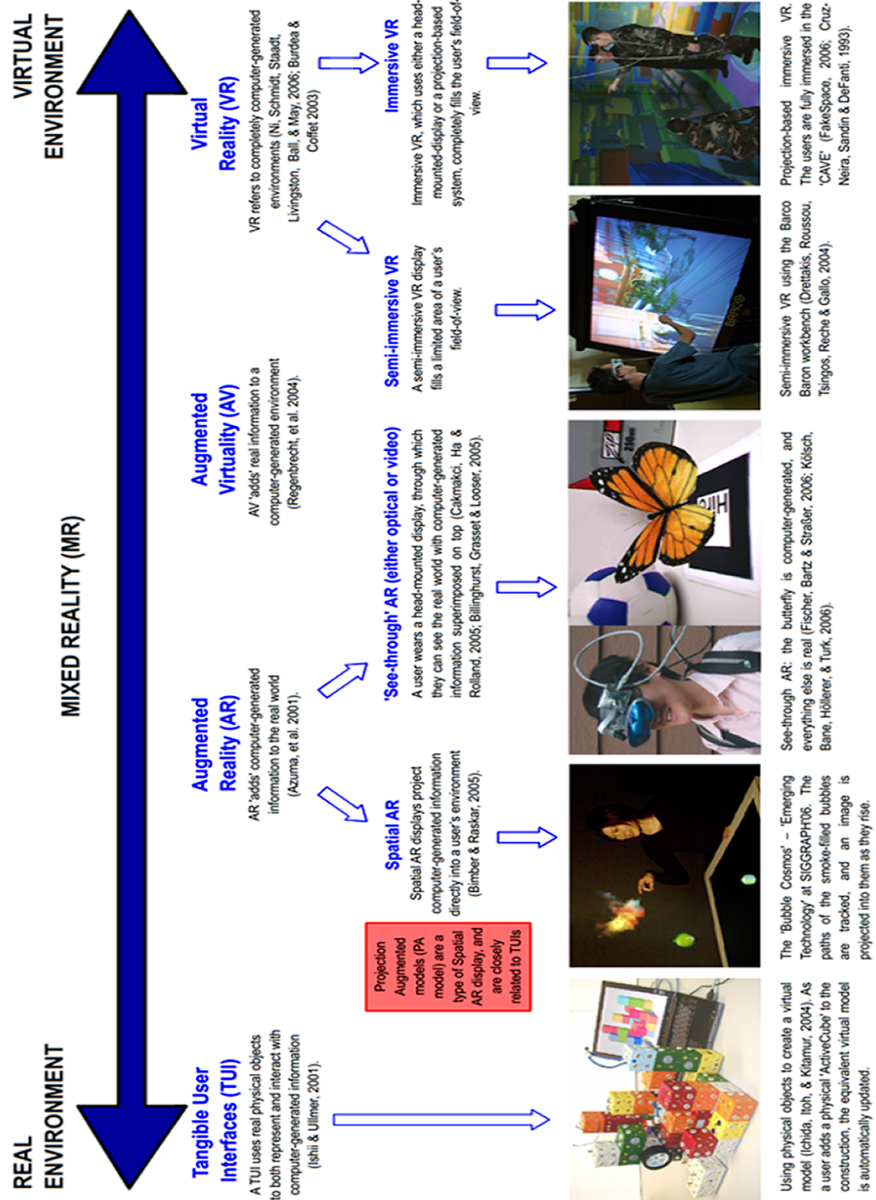 REAL
ENVIRONMENT
MIXED REALITY (MR)
VIRTUAL
ENVIRONMENT
Tangible User
Interfaces (TUI)
A TUI uses real physical objects
to both represent and interact with
computer-generated information
(Ishii & Ullmer, 2001).
Augmented
Reality (AR)
AR 'adds' computer-generated
information to the real world
(Azuma, et al. 2001).
Augmented
Virtuality (AV)
AV 'adds' real information to a
computer-generated environment
(Regenbrecht, et al. 2004).
Virtual
Reality (VR)
VR refers to completely computer-generated
environments (Ni, Schmidt, Staadt,
Livingston, Ball, & May, 2006; Burdea &
Coffet 2003)
Projection
Augmented
models (PA
model) are a
type of Spatial
AR display, and
are closely
related to TUIs
Spatial AR
Spatial AR displays project
computer-generated information
directly into a user's environment
(Bimber & Raskar, 2005).
'See-through' AR (either optical or video)
A user wears a head-mounted display, through which
they can see the real world with computer-generated
information superimposed on top (Cakmakci, Ha &
Rolland, 2005; Billinghurst, Grasset & Looser, 2005).
Semi-immersive VR
A semi-immersive VR display
fills a limited area of a user's
field-of-view.
Immersive VR
Immersive VR, which uses either a head-
mounted-display or a projection-based
system, completely fills the user's field-of-
view.
ZIP
250
Hiro
BARCO
Using physical objects to create a virtual
model (Ichida, Itoh, & Kitamur, 2004). As
a user adds a physical 'ActiveCube' to the
construction, the equivalent virtual model
is automatically updated.
The 'Bubble Cosmos' – 'Emerging
Technology' at SIGGRAPH'06. The
paths of the smoke-filled bubbles
are tracked, and an image is
projected into them as they rise.
See-through AR: the butterfly is computer-generated, and
everything else is real (Fischer, Bartz & Straßer, 2006; Kölsch,
Bane, Höllerer, & Turk, 2006).
Semi-immersive VR using the Barco
Baron workbench (Drettakis, Roussou,
Tsingos, Reche & Gallo, 2004).
Projection-based immersive VR.
The users are fully immersed in the
'CAVE' (FakeSpace, 2006; Cruz-
Neira, Sandin & DeFanti, 1993).